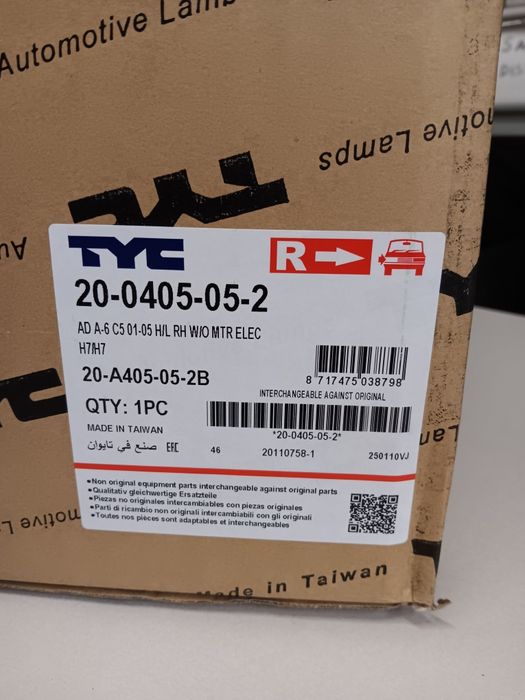 Automotive Lamps
Automotive Lamps
TYC
TYC
R
20-0405-05-2
AD A-6 C5 01-05 H/L RH W/O MTR ELEC
H7/H7
20-A405-05-2B
8 717475 038798
INTERCHANGEABLE AGAINST ORIGINAL
QTY: 1PC
*20-0405-05-2*
MADE IN TAIWAN
صنع في تايوان EAC
46
20110758-1
250110VJ
•Non original equipment parts interchangeable against original parts
•Qualitativ gleichwertige Ersatzteile
•Piezas no originales intercambiables con piezas originales
•Parti di ricambio non originali intercambiabili con gli originali
•Toutes nos pièces sont adaptables et interchangeables
Made in Taiwan